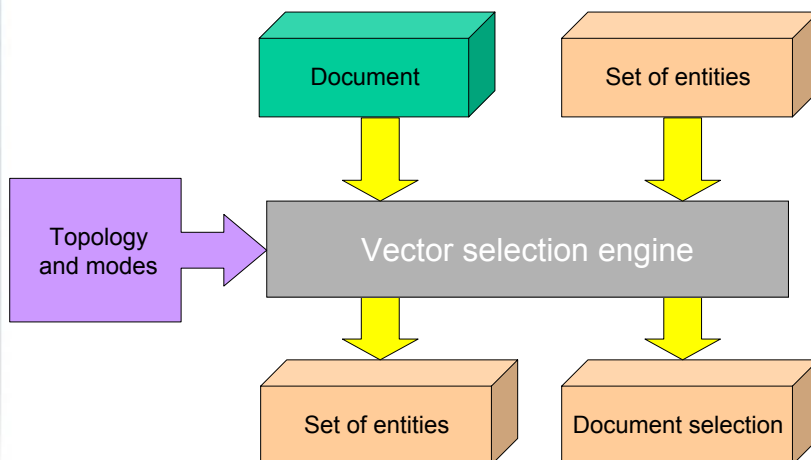 Document
Set of entities
Topology
and modes
Vector selection engine
Set of entities
Document selection